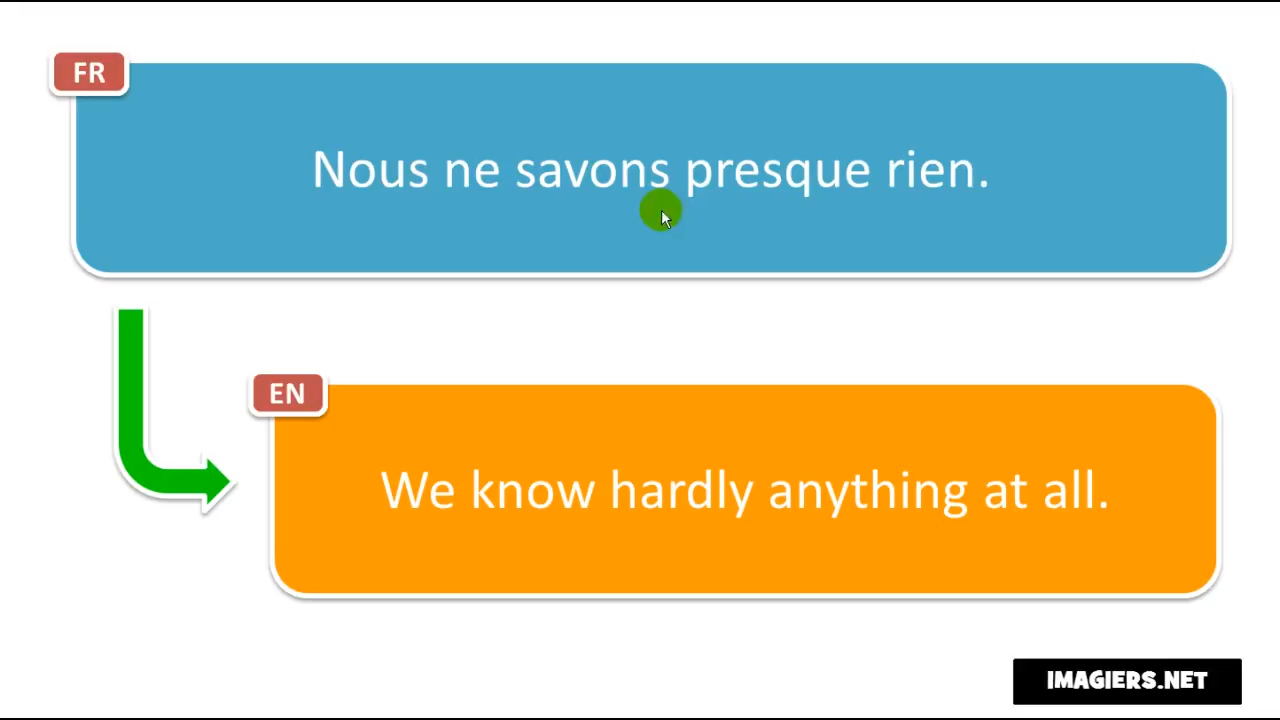 FR
Nous ne savons presque rien.
EN
We know hardly anything at all.
IMAGIERS.NET